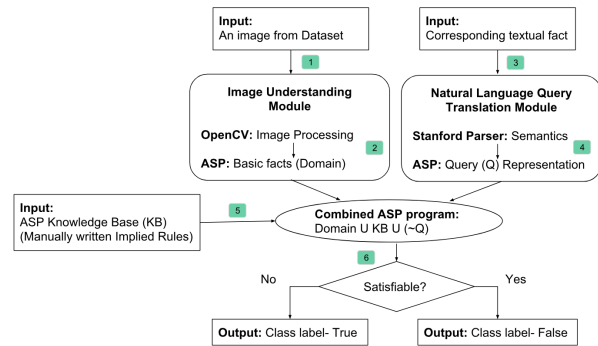 Input:
An image from Dataset
Input:
Corresponding textual fact
1
3
Image Understanding
Module
OpenCV: Image Processing
2
ASP: Basic facts (Domain)
Natural Language Query
Translation Module
Stanford Parser: Semantics
4
ASP: Query (Q) Representation
Input:
ASP Knowledge Base (KB)
(Manually written Implied Rules)
5
Combined ASP program:
Domain U KB U (~Q)
6
No
Satisfiable?
Yes
Output: Class label- True
Output: Class label- False